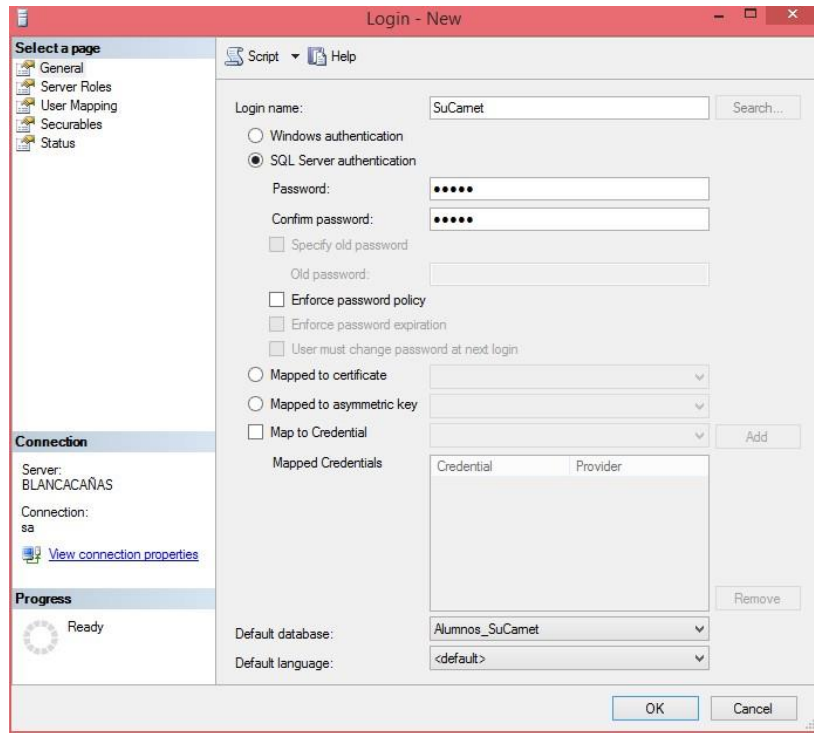 Login - New
Select a page
General
Server Roles
User Mapping
Securables
Status
Script
Help
Login name:
SuCarnet
Search...
Windows authentication
SQL Server authentication
Password:
•••••
Confirm password:
•••••
Specify old password
Old password:
Enforce password policy
Enforce password expiration
User must change password at next login
Mapped to certificate
Mapped to asymmetric key
Map to Credential
Add
Mapped Credentials
Credential
Provider
Remove
Default database:
Alumnos_SuCarnet
Default language:
<default>
Connection
Server:
BLANCACAÑAS
Connection:
sa
View connection properties
Progress
Ready
OK
Cancel